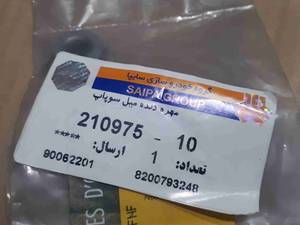 گروه خودروسازی سایپا
SAIPA GROUP
مهره دنده میل سوپاپ
210975 - 10
تعداد: 1 ارسال: *****
90062201 8200793248